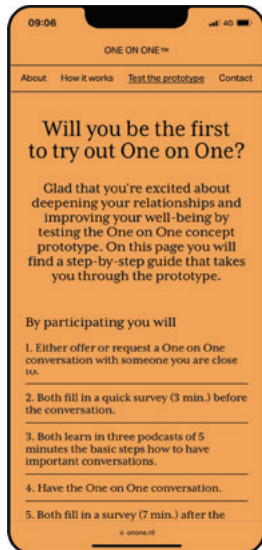 09:06 4G
ONE ON ONE™
About How it works Test the prototype Contact
Will you be the first
to try out One on One?
Glad that you're excited about
deepening your relationships and
improving your well-being by
testing the One on One concept
prototype. On this page you will
find a step-by-step guide that takes
you through the prototype.
By participating you will
1. Either offer or request a One on One
conversation with someone you are close
to.
2. Both fill in a quick survey (3 min.) before
the conversation.
3. Both learn in three podcasts of 5
minutes the basic steps how to have
important conversations.
4. Have the One on One conversation.
5. Both fill in a survey (7 min.) after the
onone.nl